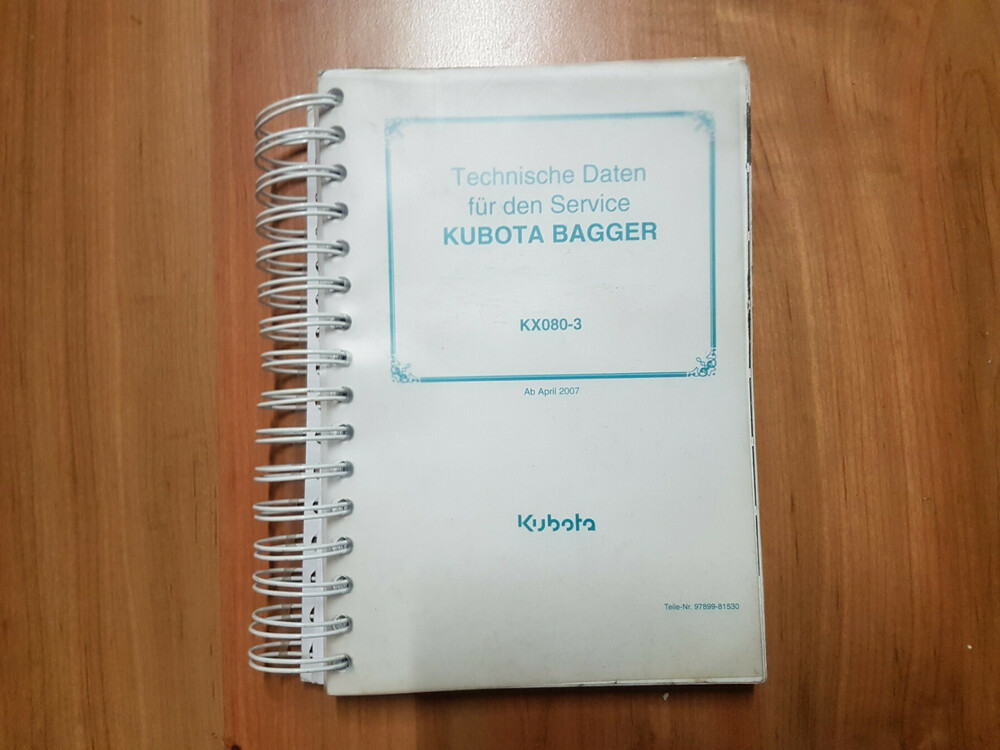 Technische Daten
für den Service
KUBOTA BAGGER
KX080-3
Ab April 2007
Kubota
Teile-Nr. 97899-81530